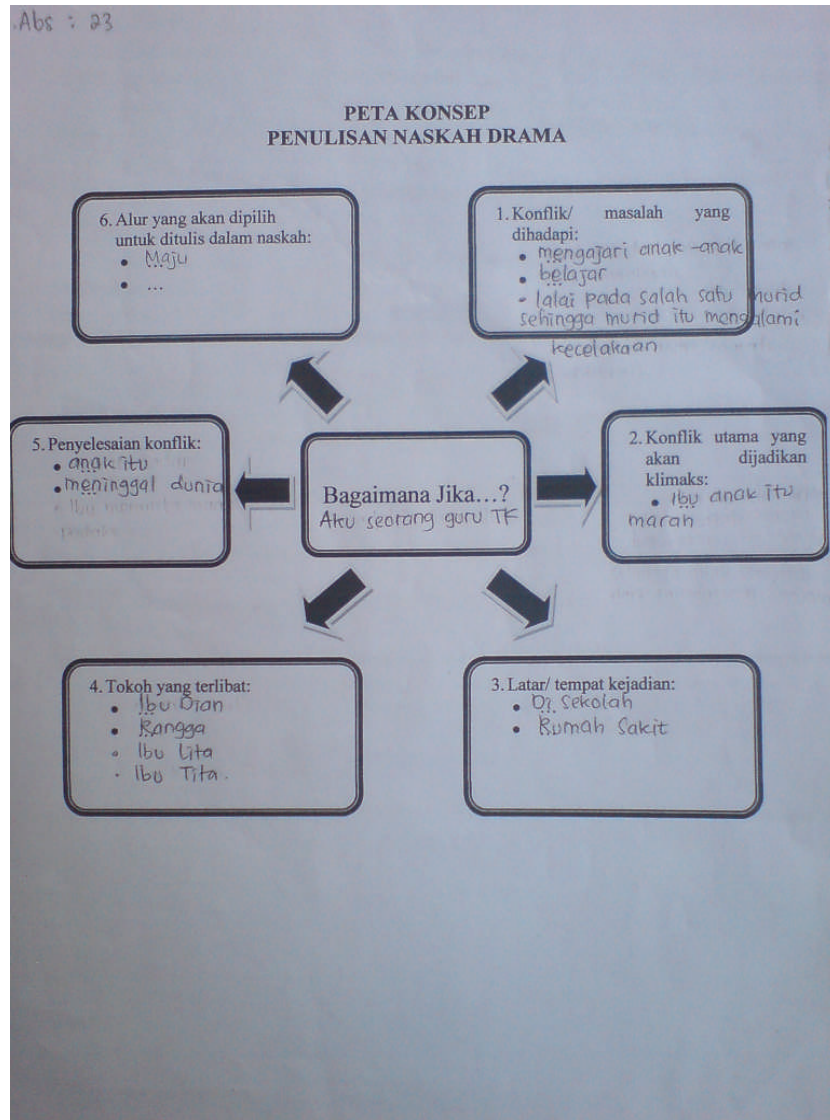 Abs : 23
PETA KONSEP
PENULISAN NASKAH DRAMA
1. Konflik/ masalah yang
dihadapi:
• mengajari anak-anak
• belajar
• lalai pada salah satu murid
sehingga murid itu mengalami
kecelakaan
2. Konflik utama yang
akan dijadikan
klimaks:
• Ibu anak itu
marah
3. Latar/ tempat kejadian:
• Di sekolah
• Rumah Sakit
4. Tokoh yang terlibat:
• Ibu Dian
• Rangga
• Ibu Lita
• Ibu Tita.
5. Penyelesaian konflik:
• anak itu
• meninggal dunia
6. Alur yang akan dipilih
untuk ditulis dalam naskah:
• Maju
• ...
Bagaimana Jika...?
Aku seorang guru TK